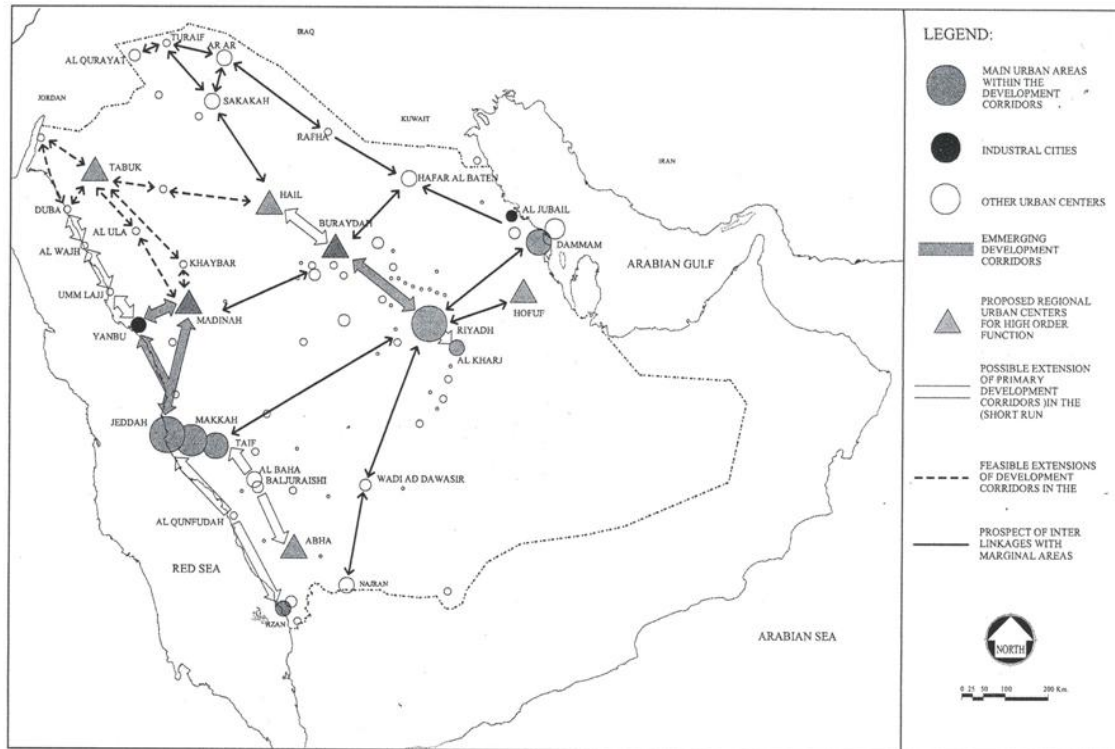 IRAQ
TURAIF
AR AR
AL QURAYAT
SAKAKAH
JORDAN
RAFHA
KUWAIT
IRAN
TABUK
HAFAR AL BATEN
HAIL
DUBA
BURAYDAH
AL JUBAIL
AL ULA
DAMMAM
AL WAJH
KHAYBAR
ARABIAN GULF
UMM LAJJ
MADINAH
HOFUF
YANBU
RIYADH
AL KHARJ
JEDDAH
MAKKAH
TAIF
AL BAHA
BALJURAISHI
WADI AD DAWASIR
AL QUNFUDAH
ABHA
RED SEA
NAJRAN
ARABIAN SEA
LEGEND:
MAIN URBAN AREAS
WITHIN THE
DEVELOPMENT
CORRIDORS
INDUSTRAL CITIES
OTHER URBAN CENTERS
EMMERGING
DEVELOPMENT
CORRIDORS
PROPOSED REGIONAL
URBAN CENTERS
FOR HIGH ORDER
FUNCTION
POSSIBLE EXTENSION
OF PRIMARY
DEVELOPMENT
CORRIDORS )IN THE
(SHORT RUN
FEASIBLE EXTENSIONS
OF DEVELOPMENT
CORRIDORS IN THE
PROSPECT OF INTER
LINKAGES WITH
MARGINAL AREAS
NORTH
0 25 50 100 200 Km.